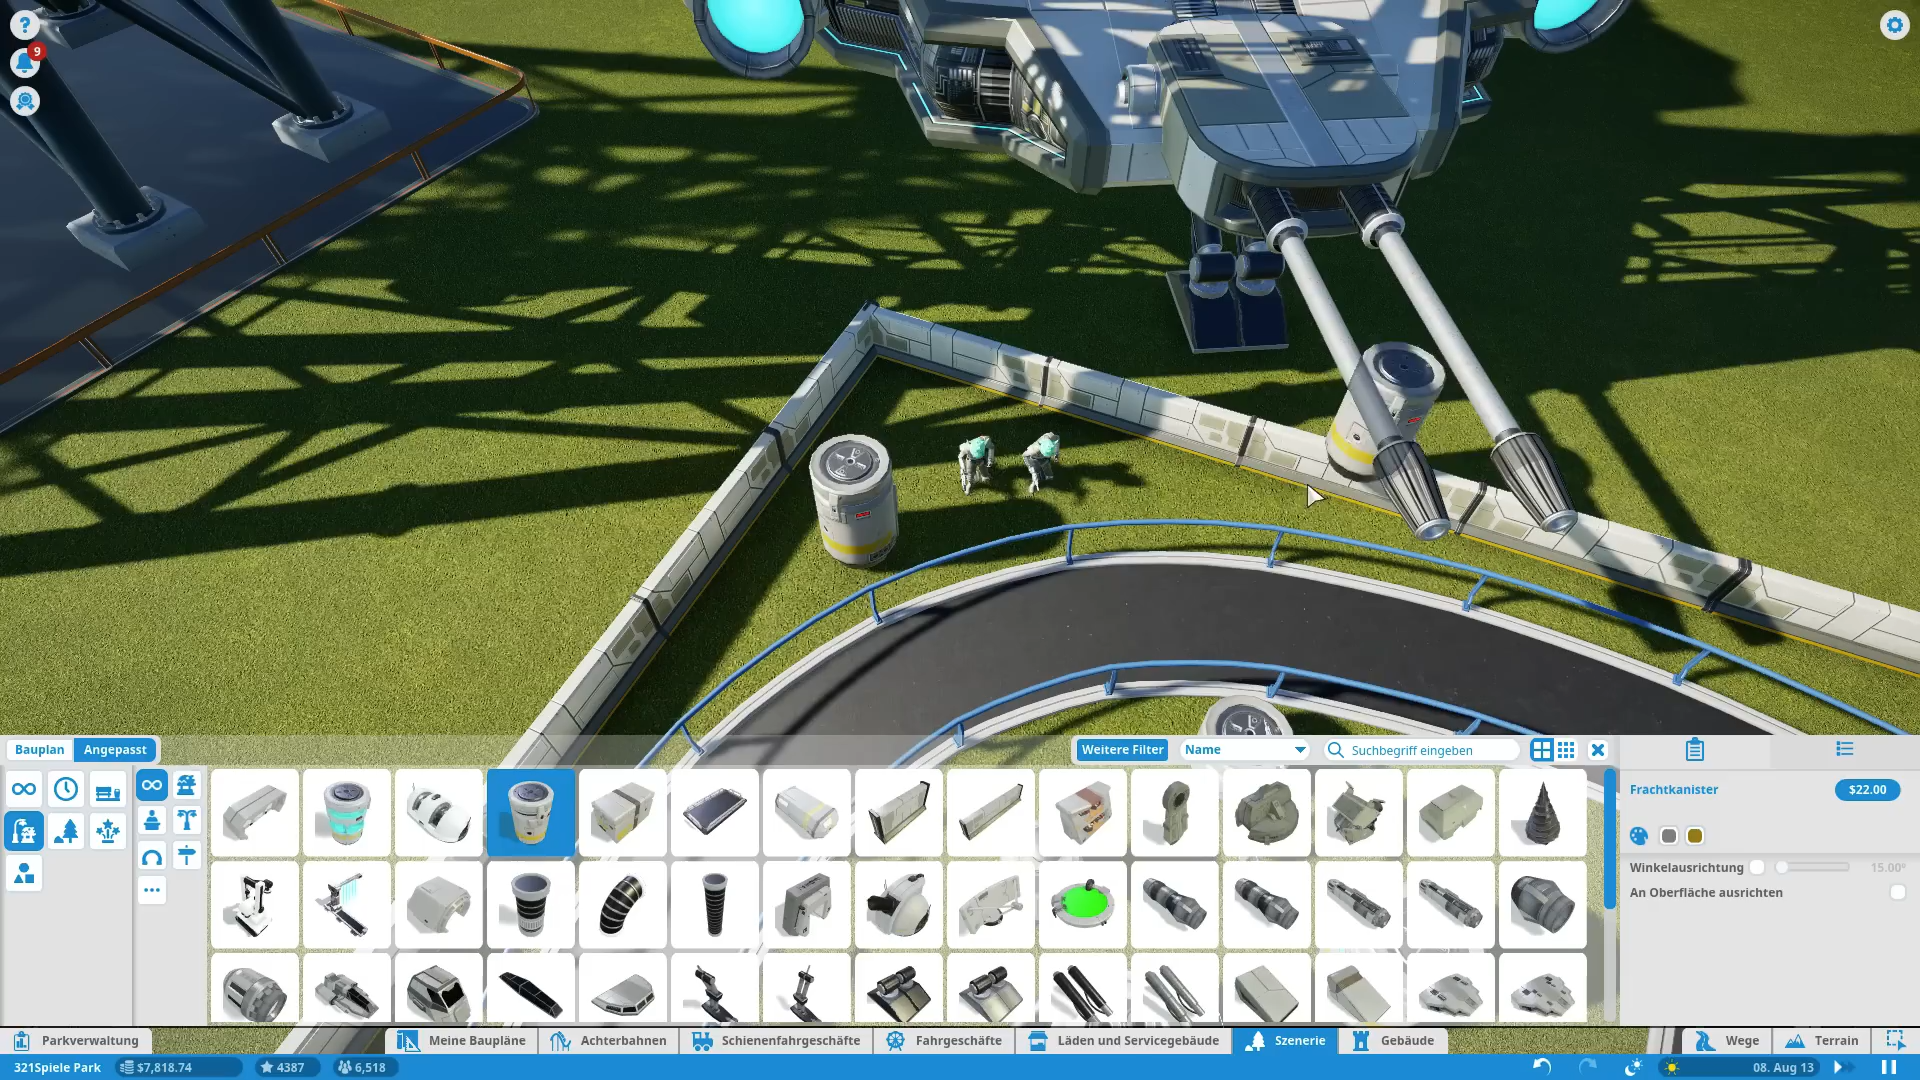 9
Bauplan
Angepasst
Weitere Filter
Name
Suchbegriff eingeben
Frachtkanister
$22.00
Winkelausrichtung
15.00°
An Oberfläche ausrichten
Parkverwaltung
Meine Baupläne
Achterbahnen
Schienenfahrgeschäfte
Fahrgeschäfte
Läden und Servicegebäude
Szenerie
Gebäude
Wege
Terrain
321Spiele Park
$7,818.74
4387
6,518
08. Aug 13